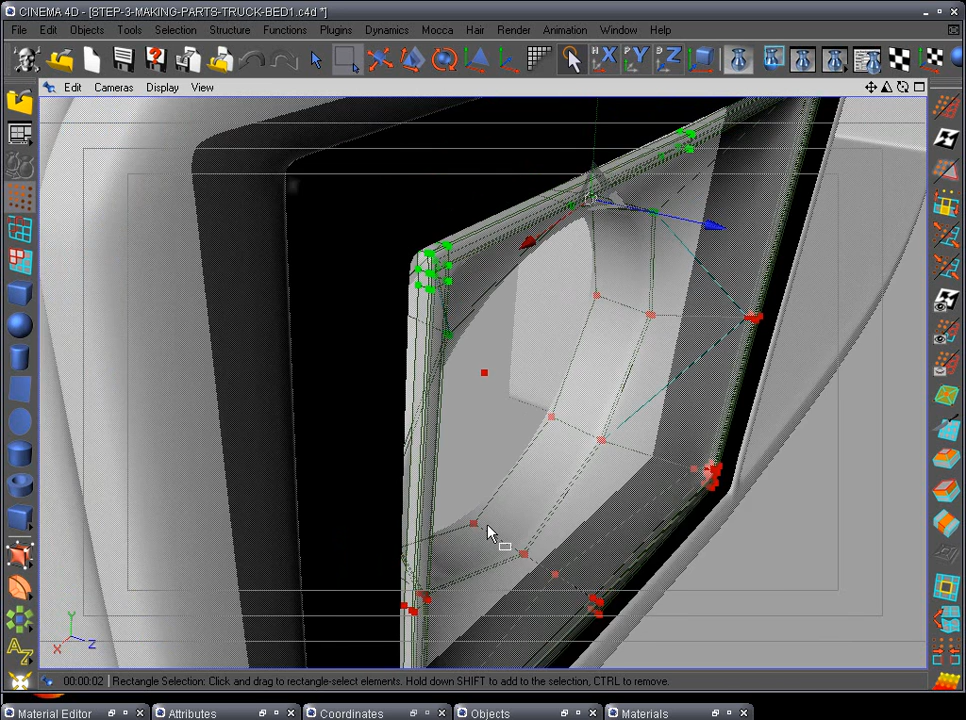 CINEMA 4D - [STEP-3-MAKING-PARTS-TRUCK-BED1.c4d *]
File Edit Objects Tools Selection Structure Functions Plugins Dynamics Mocca Hair Render Animation Window Help
X Y Z
Edit Cameras Display View
Y
X Z
00:00:02 Rectangle Selection: Click and drag to rectangle-select elements. Hold down SHIFT to add to the selection, CTRL to remove.
Material Editor Attributes Coordinates Objects Materials